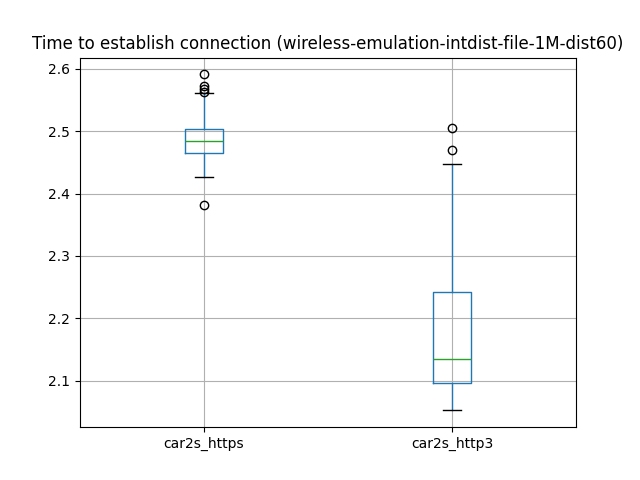 Time to establish connection (wireless-emulation-intdist-file-1M-dist60)
2.6
2.5
2.4
2.3
2.2
2.1
car2s_https
car2s_http3